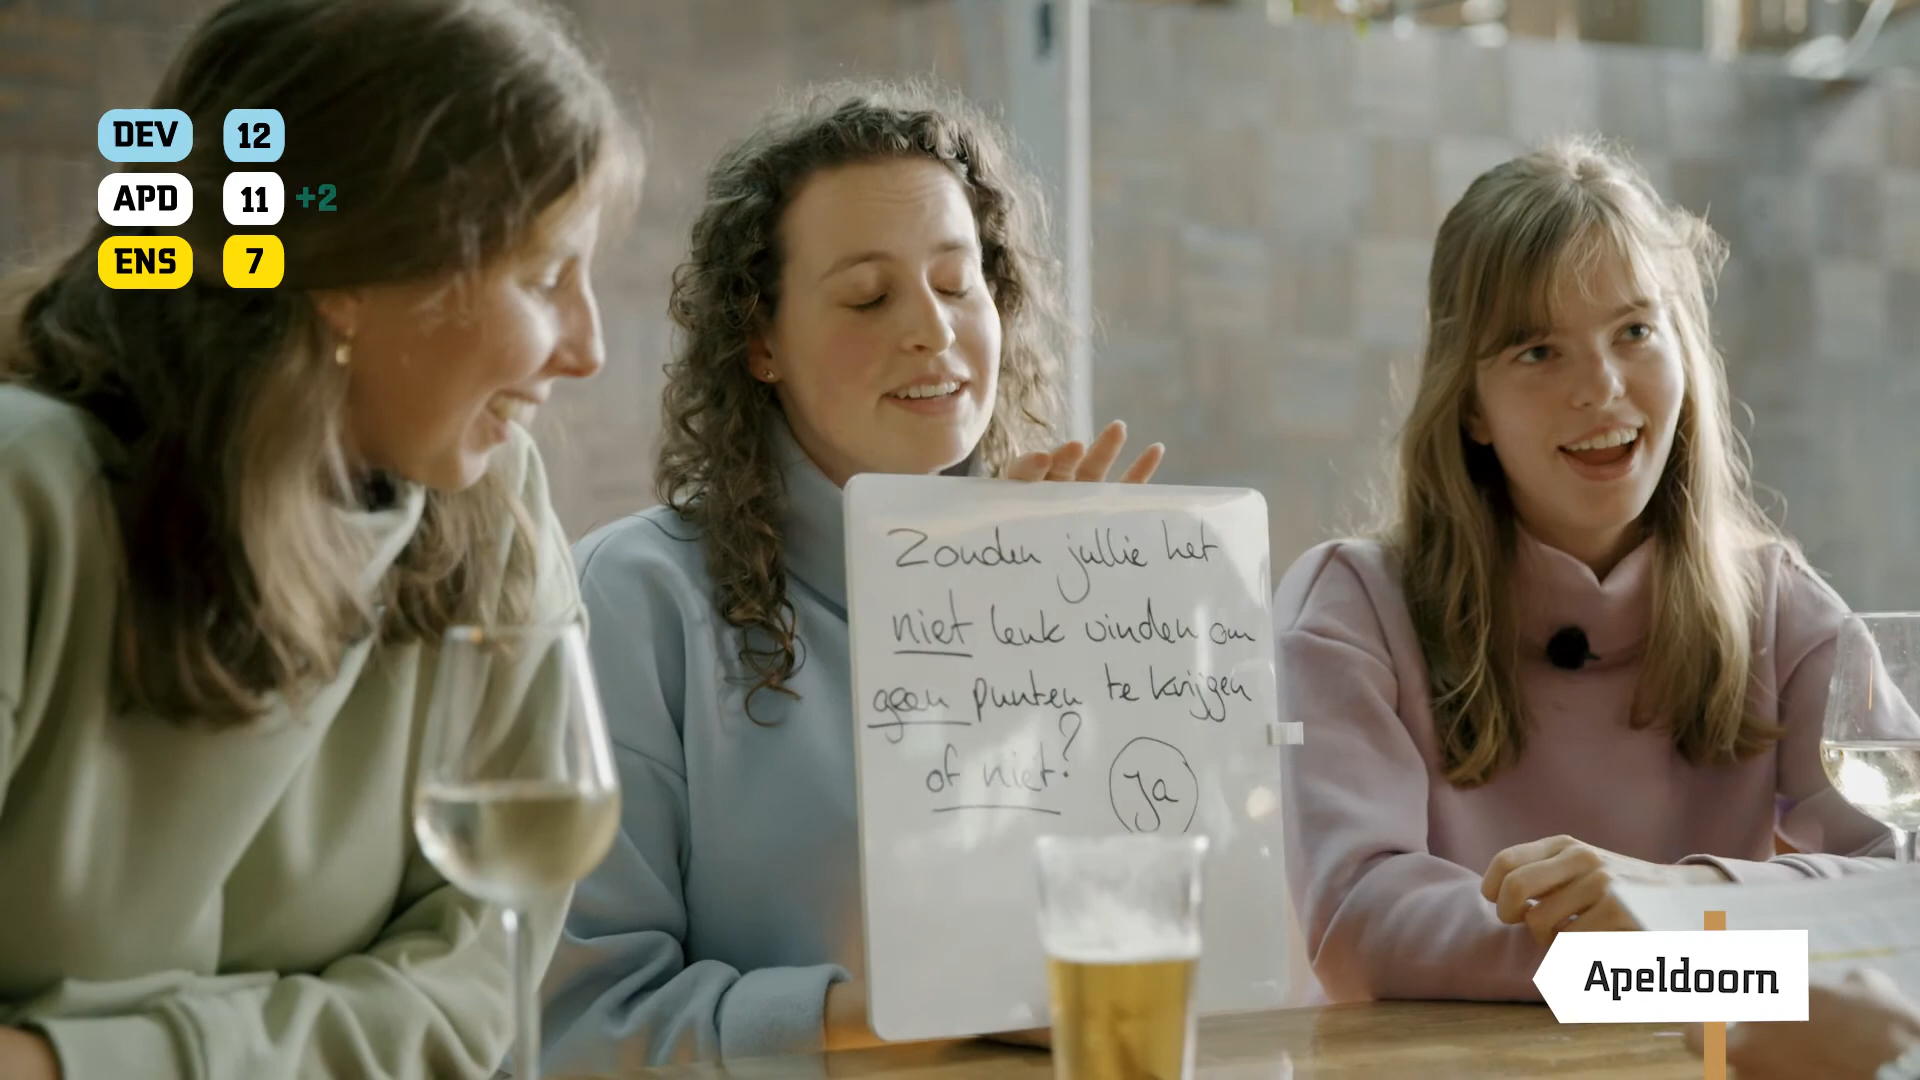 DEV 12
APD 11 +2
ENS 7
Zouden jullie het
niet leuk vinden om
geen punten te krijgen
of niet? Ja
Apeldoorn